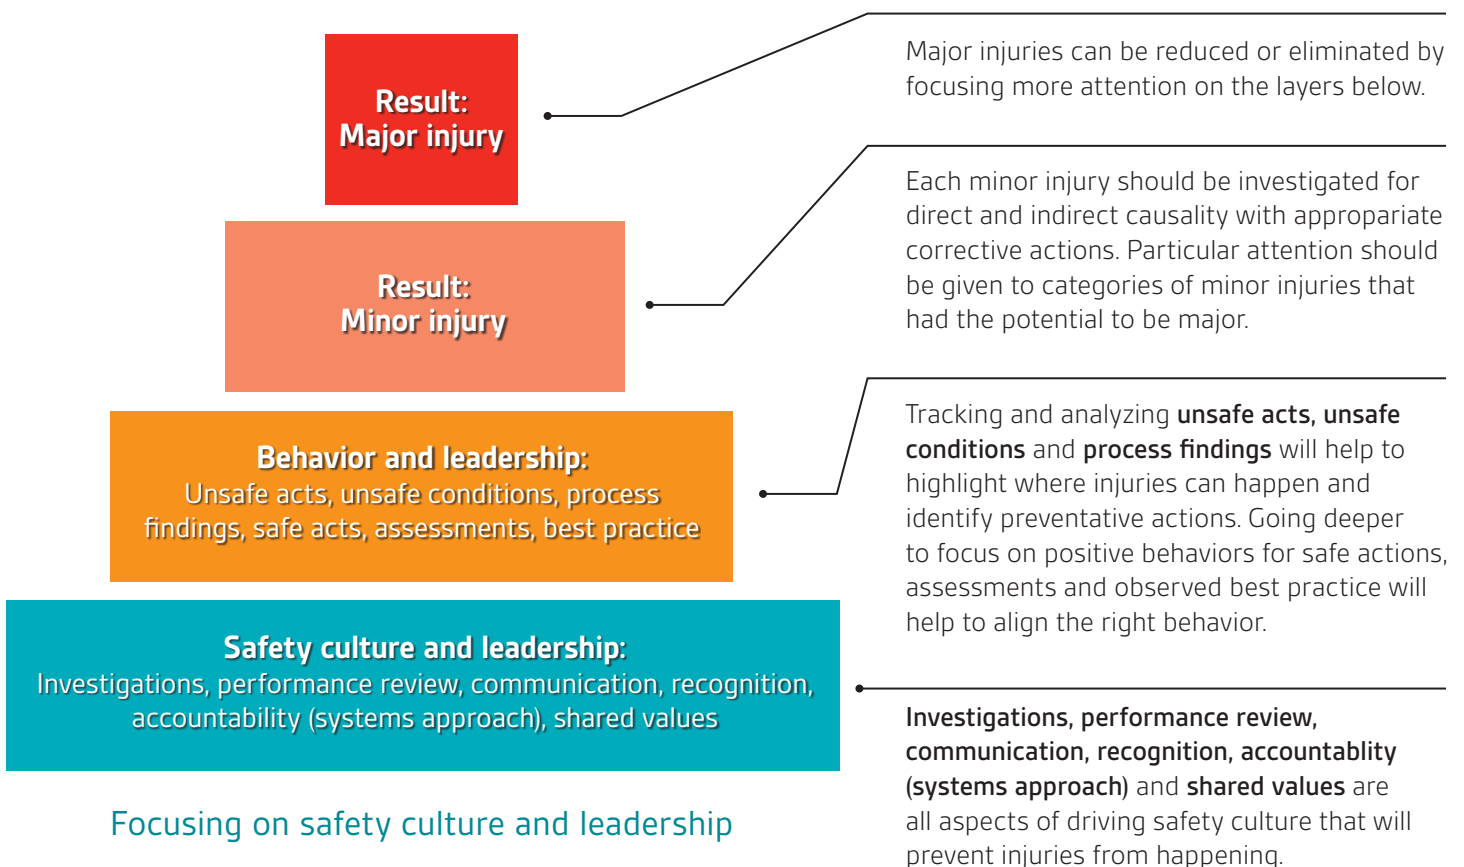 Result:
Major injury
Major injuries can be reduced or eliminated by
focusing more attention on the layers below.
Result:
Minor injury
Each minor injury should be investigated for
direct and indirect causality with appropariate
corrective actions. Particular attention should
be given to categories of minor injuries that
had the potential to be major.
Behavior and leadership:
Unsafe acts, unsafe conditions, process
findings, safe acts, assessments, best practice
Tracking and analyzing unsafe acts, unsafe
conditions and process findings will help to
highlight where injuries can happen and
identify preventative actions. Going deeper
to focus on positive behaviors for safe actions,
assessments and observed best practice will
help to align the right behavior.
Safety culture and leadership:
Investigations, performance review, communication, recognition,
accountability (systems approach), shared values
Investigations, performance review,
communication, recognition, accountablity
(systems approach) and shared values are
all aspects of driving safety culture that will
prevent injuries from happening.
Focusing on safety culture and leadership